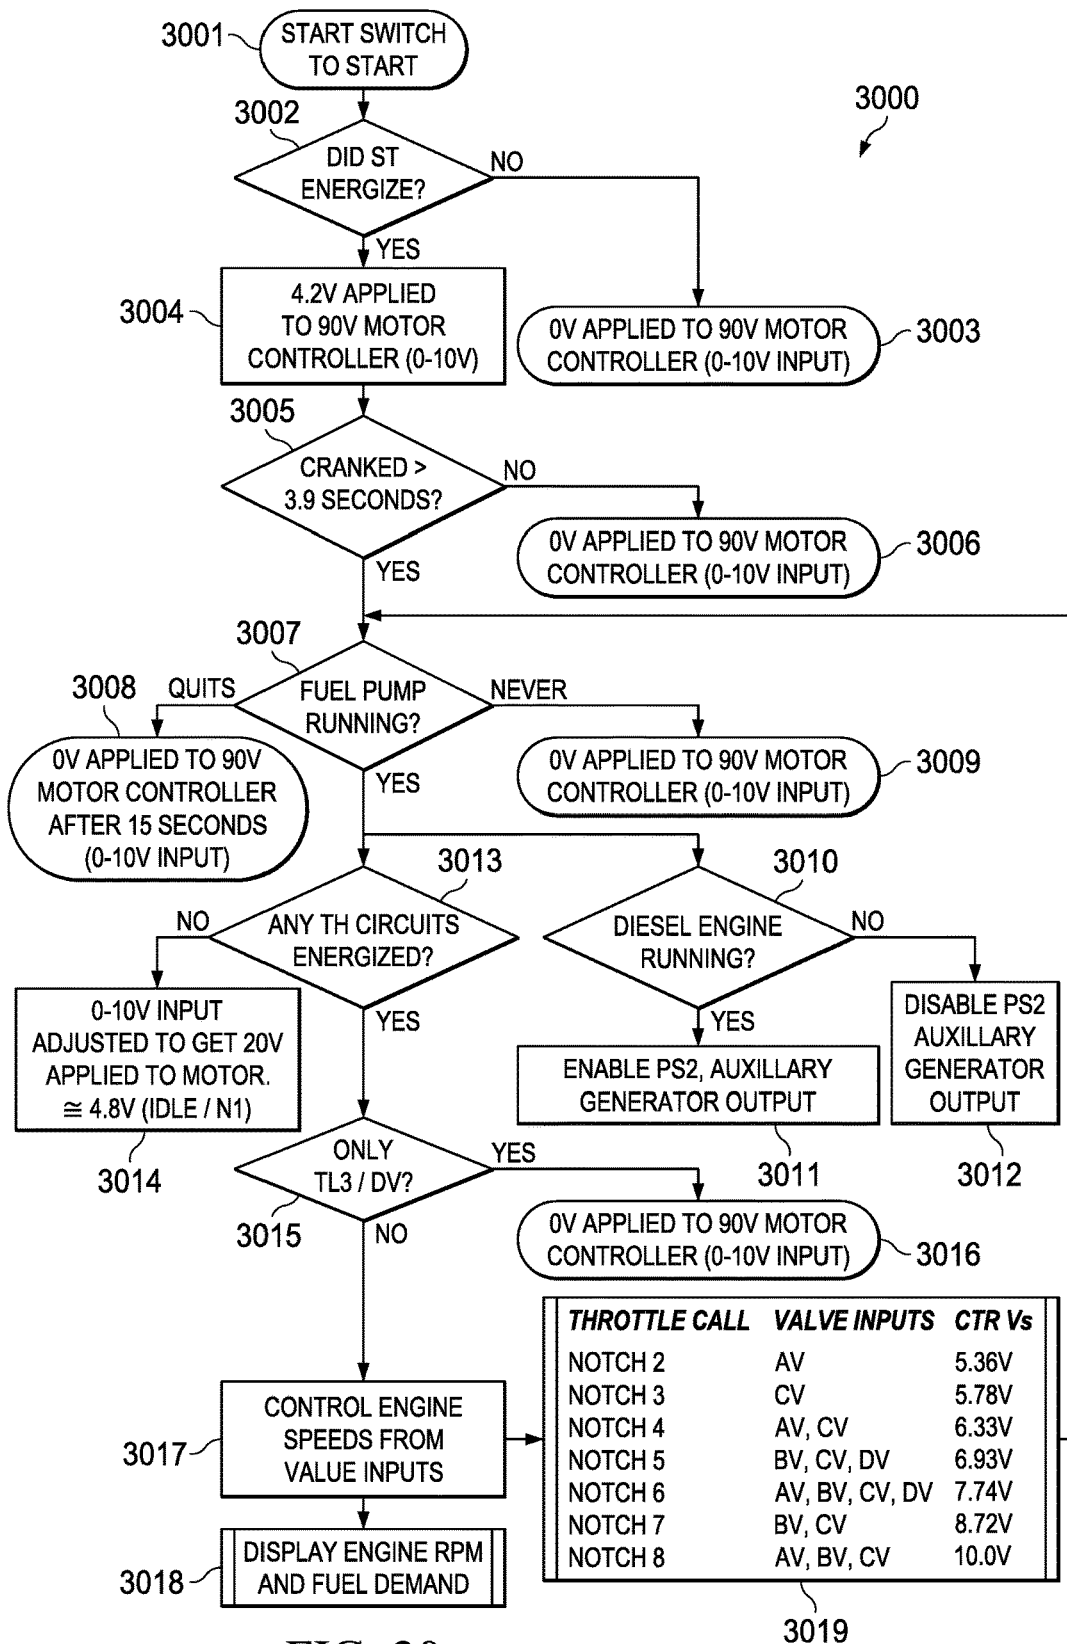 3001
START SWITCH
TO START
3000
3002
DID ST
ENERGIZE?
NO
YES
3004
4.2V APPLIED
TO 90V MOTOR
CONTROLLER (0-10V)
0V APPLIED TO 90V MOTOR
CONTROLLER (0-10V INPUT)
3003
3005
CRANKED >
3.9 SECONDS?
NO
YES
0V APPLIED TO 90V MOTOR
CONTROLLER (0-10V INPUT)
3006
3007
FUEL PUMP
RUNNING?
QUITS
NEVER
YES
3008
0V APPLIED TO 90V
MOTOR CONTROLLER
AFTER 15 SECONDS
(0-10V INPUT)
0V APPLIED TO 90V MOTOR
CONTROLLER (0-10V INPUT)
3009
3013
ANY TH CIRCUITS
ENERGIZED?
NO
YES
3010
DIESEL ENGINE
RUNNING?
NO
YES
0-10V INPUT
ADJUSTED TO GET 20V
APPLIED TO MOTOR.
≅ 4.8V (IDLE / N1)
3014
ENABLE PS2, AUXILLARY
GENERATOR OUTPUT
3011
DISABLE PS2
AUXILLARY
GENERATOR
OUTPUT
3012
ONLY
TL3 / DV?
3015
YES
NO
0V APPLIED TO 90V MOTOR
CONTROLLER (0-10V INPUT)
3016
3017
CONTROL ENGINE
SPEEDS FROM
VALUE INPUTS
3018
DISPLAY ENGINE RPM
AND FUEL DEMAND
THROTTLE CALL VALVE INPUTS CTR Vs
NOTCH 2 AV 5.36V
NOTCH 3 CV 5.78V
NOTCH 4 AV, CV 6.33V
NOTCH 5 BV, CV, DV 6.93V
NOTCH 6 AV, BV, CV, DV 7.74V
NOTCH 7 BV, CV 8.72V
NOTCH 8 AV, BV, CV 10.0V
3019